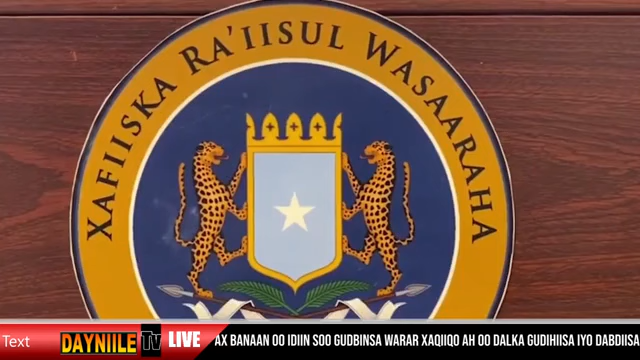 XAFIISKA RA'IISUL WASAARAHA
Text DAYNIILE TV LIVE AX BANAAN OO IDIIN SOO GUDBINSA WARAR XAQIIQO AH OO DALKA GUDIHIISA IYO DABDIISA